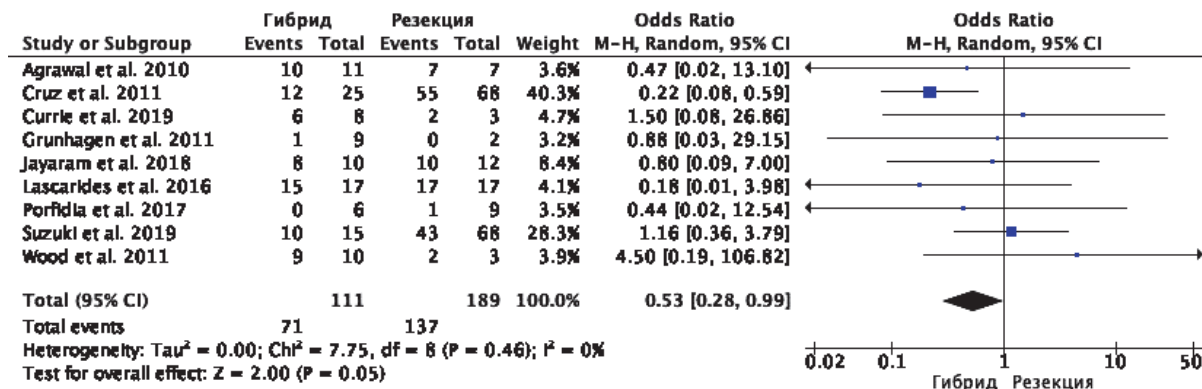 Гибрид Резекция Odds Ratio Odds Ratio
Study or Subgroup Events Total Events Total Weight M-H, Random, 95% CI M-H, Random, 95% CI
Agrawal et al. 2010 10 11 7 7 3.6% 0.47 [0.02, 13.10]
Cruz et al. 2011 12 25 55 68 40.3% 0.22 [0.08, 0.59]
Currie et al. 2019 6 8 2 3 4.7% 1.50 [0.08, 26.86]
Grunhagen et al. 2011 1 9 0 2 3.2% 0.88 [0.03, 29.15]
Jayaram et al. 2018 8 10 10 12 8.4% 0.80 [0.09, 7.00]
Lascarides et al. 2016 15 17 17 17 4.1% 0.18 [0.01, 3.98]
Porfidia et al. 2017 0 6 1 9 3.5% 0.44 [0.02, 12.54]
Suzuki et al. 2019 10 15 43 68 28.3% 1.16 [0.36, 3.79]
Wood et al. 2011 9 10 2 3 3.9% 4.50 [0.19, 106.82]
Total (95% CI) 111 189 100.0% 0.53 [0.28, 0.99]
Total events 71 137
Heterogeneity: Tau² = 0.00; Chi² = 7.75, df = 8 (P = 0.46); I² = 0%
Test for overall effect: Z = 2.00 (P = 0.05)
0.02 0.1 1 10 50
Гибрид Резекция